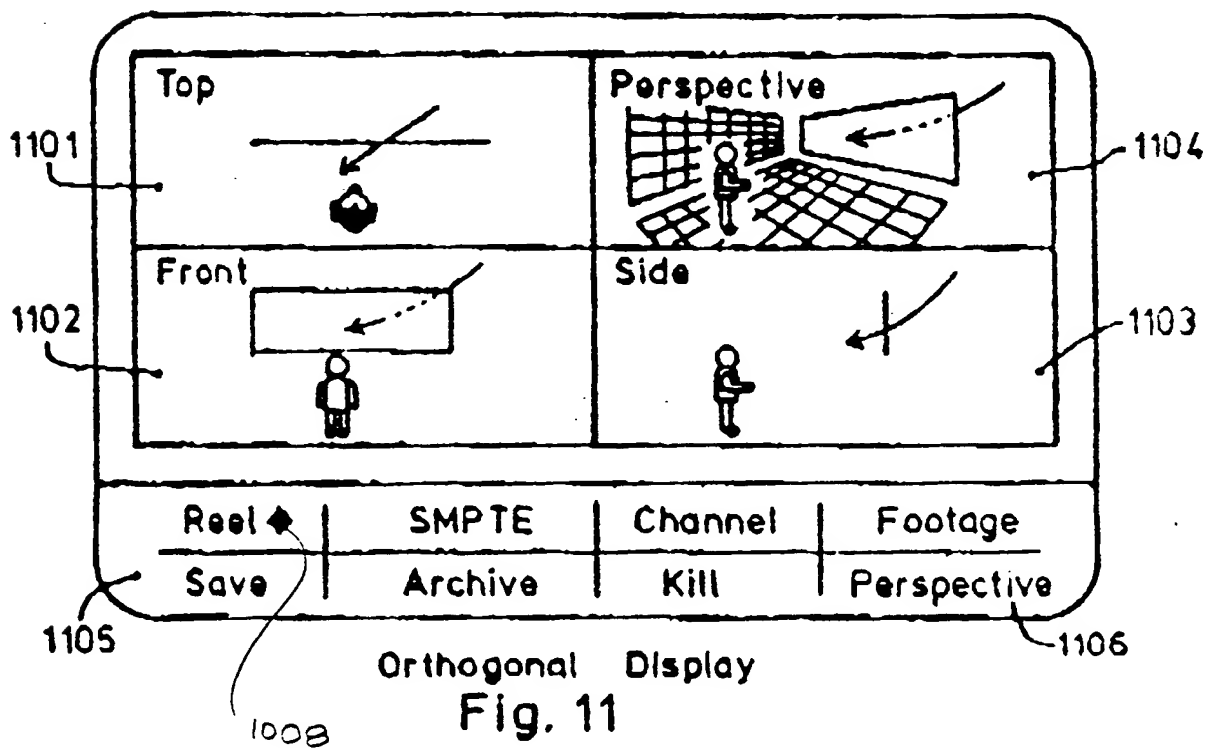 Top Perspective
1101 1104
Front Side
1102 1103
Reel SMPTE Channel Footage
Save Archive Kill Perspective
1105 1106
Orthogonal Display
Fig. 11
1008